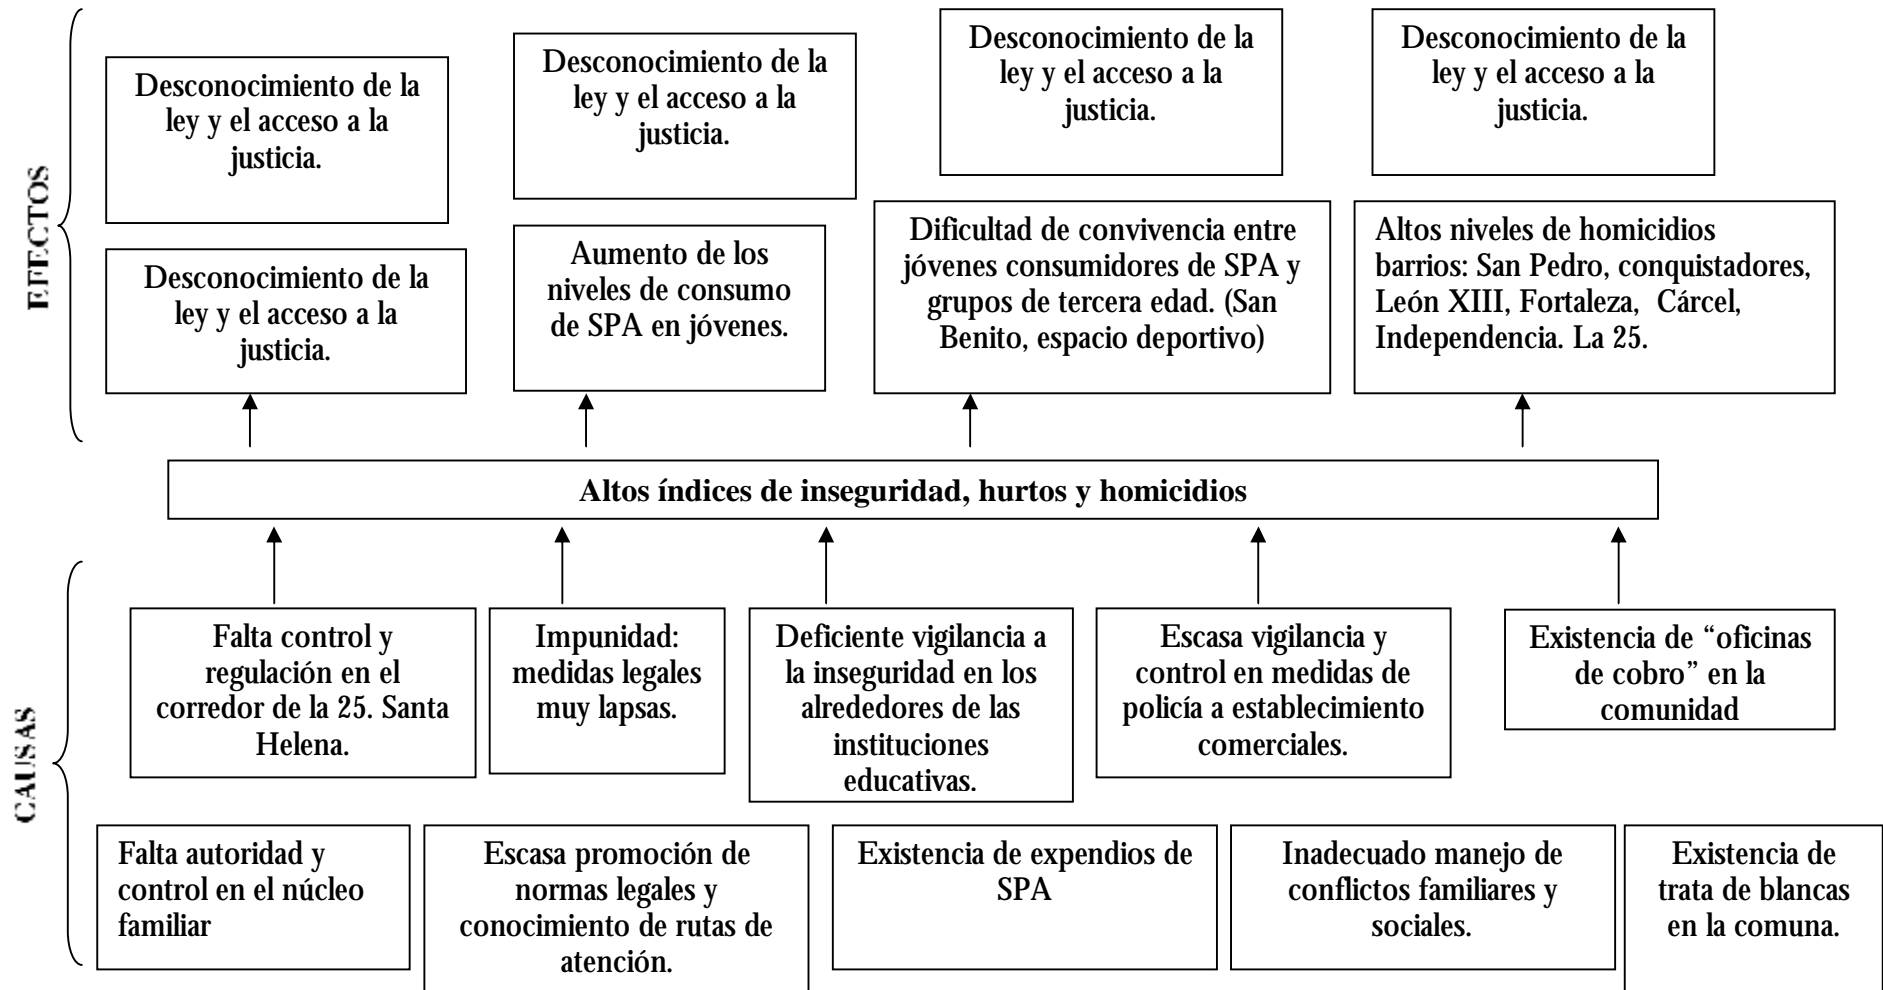 EFECTOS
Desconocimiento de la
ley y el acceso a la
justicia.
Desconocimiento de la
ley y el acceso a la
justicia.
Desconocimiento de la
ley y el acceso a la
justicia.
Desconocimiento de la
ley y el acceso a la
justicia.
Desconocimiento de la
ley y el acceso a la
justicia.
Aumento de los
niveles de consumo
de SPA en jóvenes.
Dificultad de convivencia entre
jóvenes consumidores de SPA y
grupos de tercera edad. (San
Benito, espacio deportivo)
Altos niveles de homicidios
barrios: San Pedro, conquistadores,
León XIII, Fortaleza, Cárcel,
Independencia. La 25.
Altos índices de inseguridad, hurtos y homicidios
CAUSAS
Falta control y
regulación en el
corredor de la 25. Santa
Helena.
Impunidad:
medidas legales
muy lapsas.
Deficiente vigilancia a
la inseguridad en los
alrededores de las
instituciones
educativas.
Escasa vigilancia y
control en medidas de
policía a establecimiento
comerciales.
Existencia de “oficinas
de cobro” en la
comunidad
Falta autoridad y
control en el núcleo
familiar
Escasa promoción de
normas legales y
conocimiento de rutas de
atención.
Existencia de expendios de
SPA
Inadecuado manejo de
conflictos familiares y
sociales.
Existencia de
trata de blancas
en la comuna.